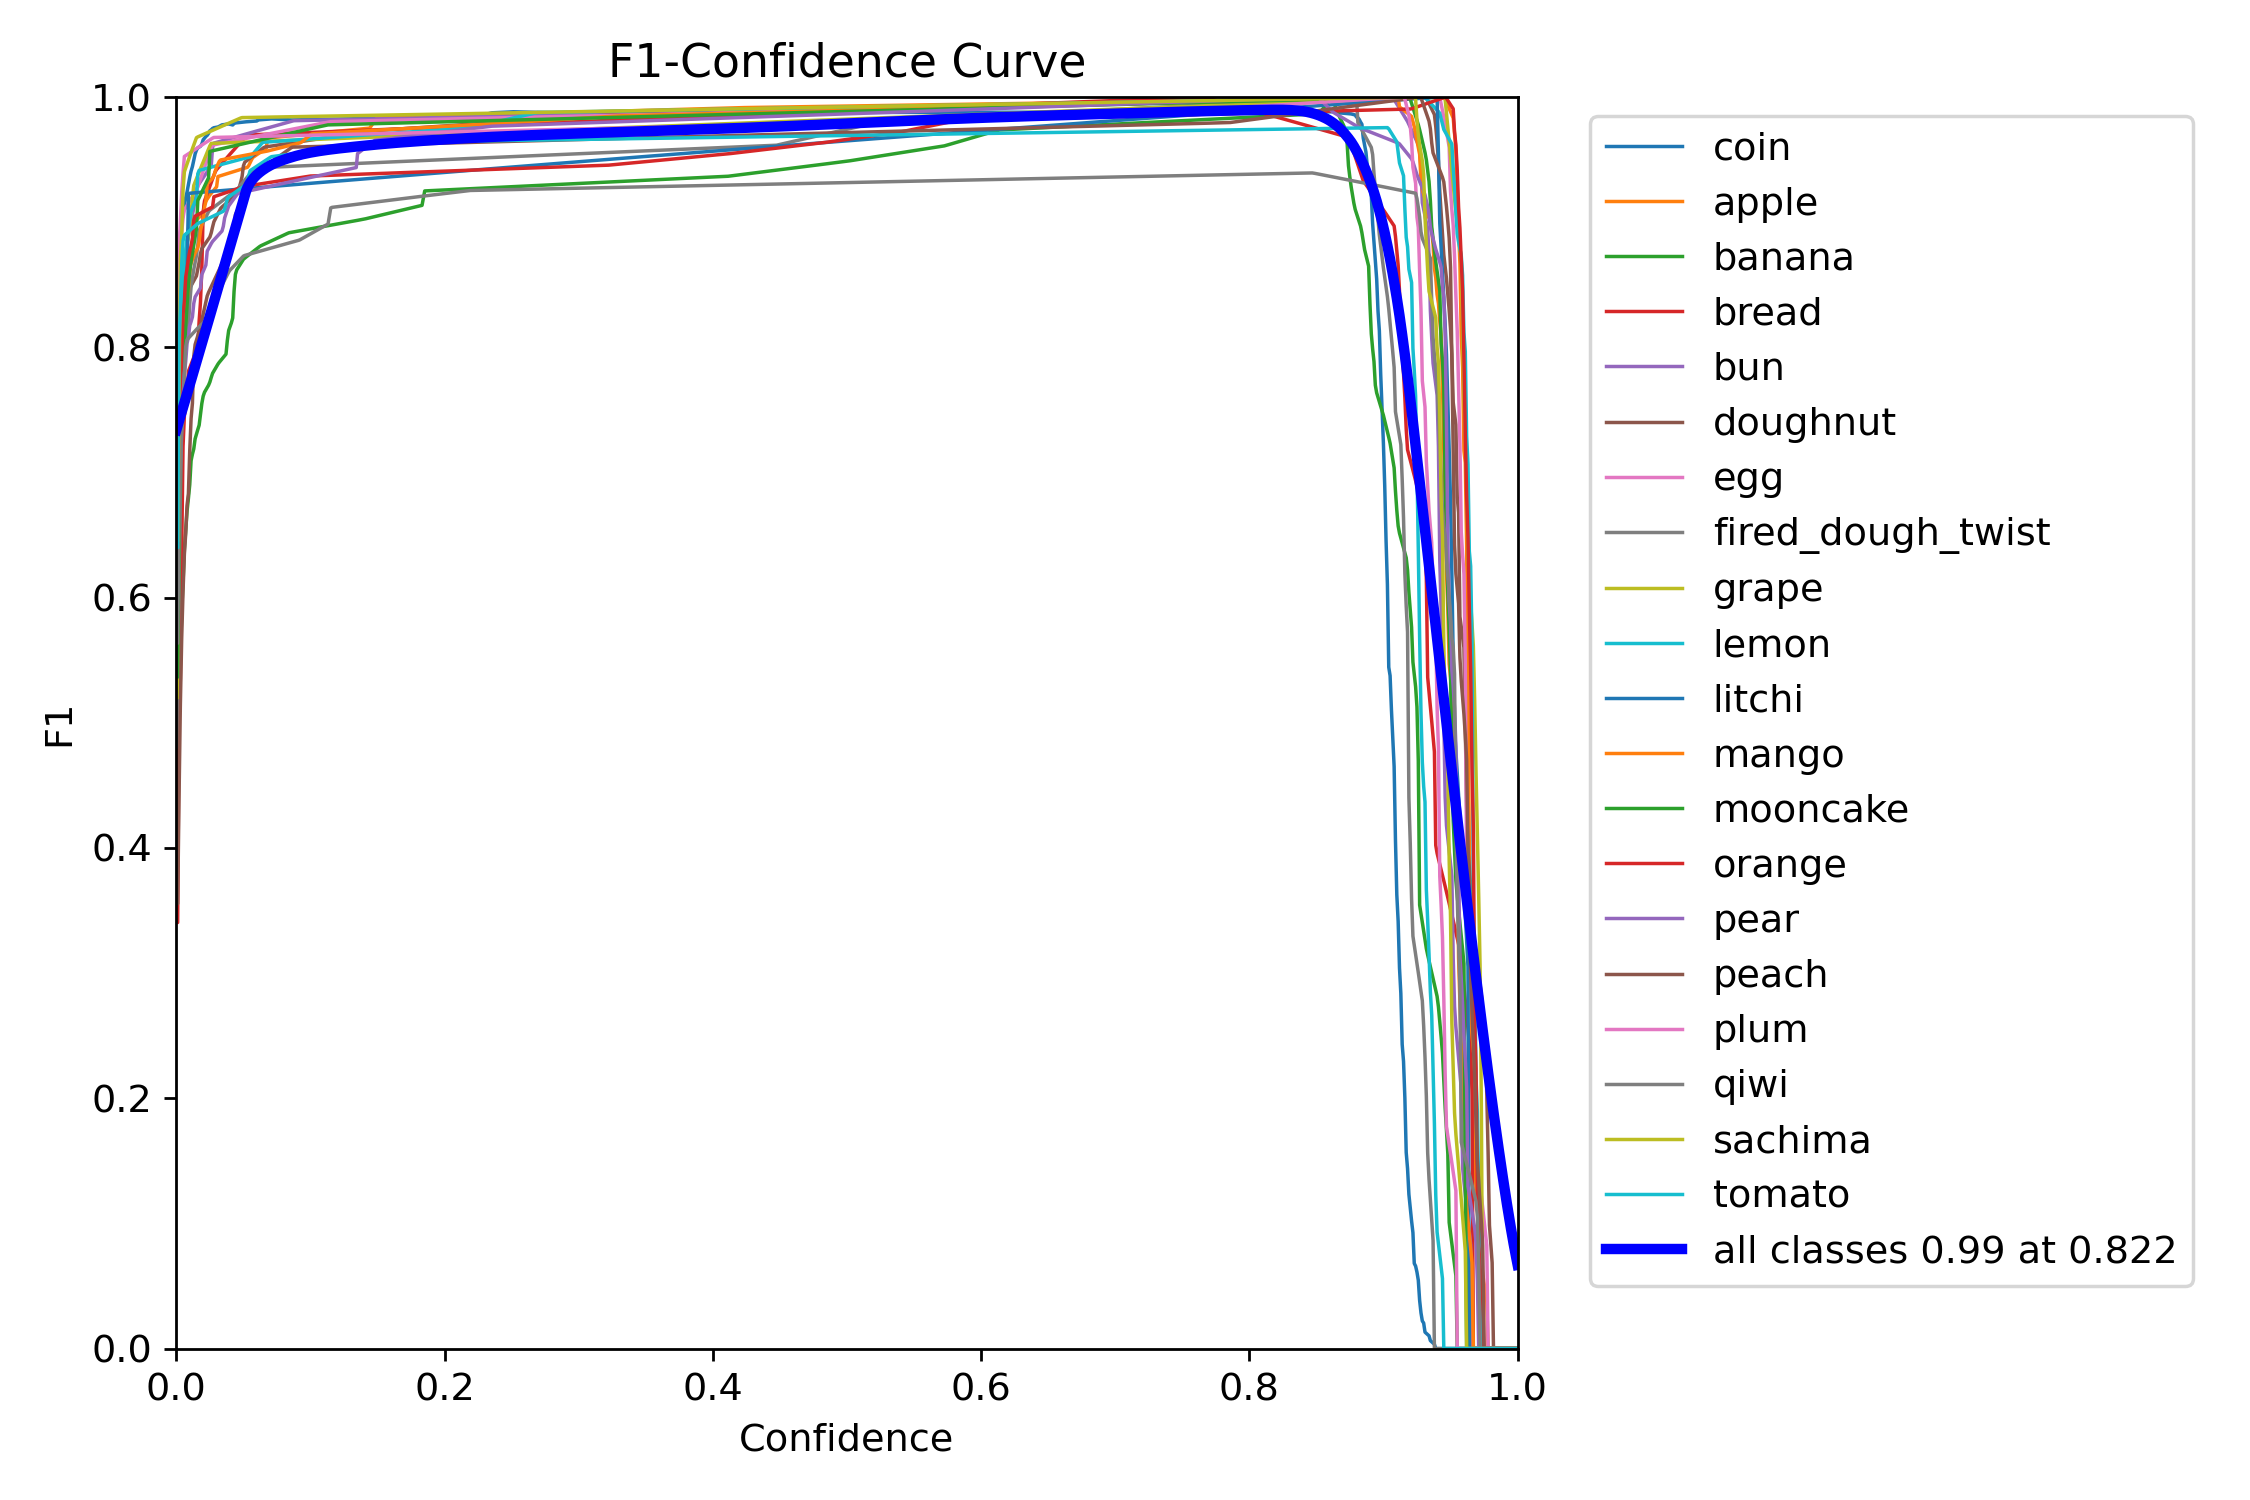 F1-Confidence Curve
1.0
0.8
0.6
0.4
0.2
0.0
F1
0.0 0.2 0.4 0.6 0.8 1.0
Confidence
coin
apple
banana
bread
bun
doughnut
egg
fired_dough_twist
grape
lemon
litchi
mango
mooncake
orange
pear
peach
plum
qiwi
sachima
tomato
all classes 0.99 at 0.822